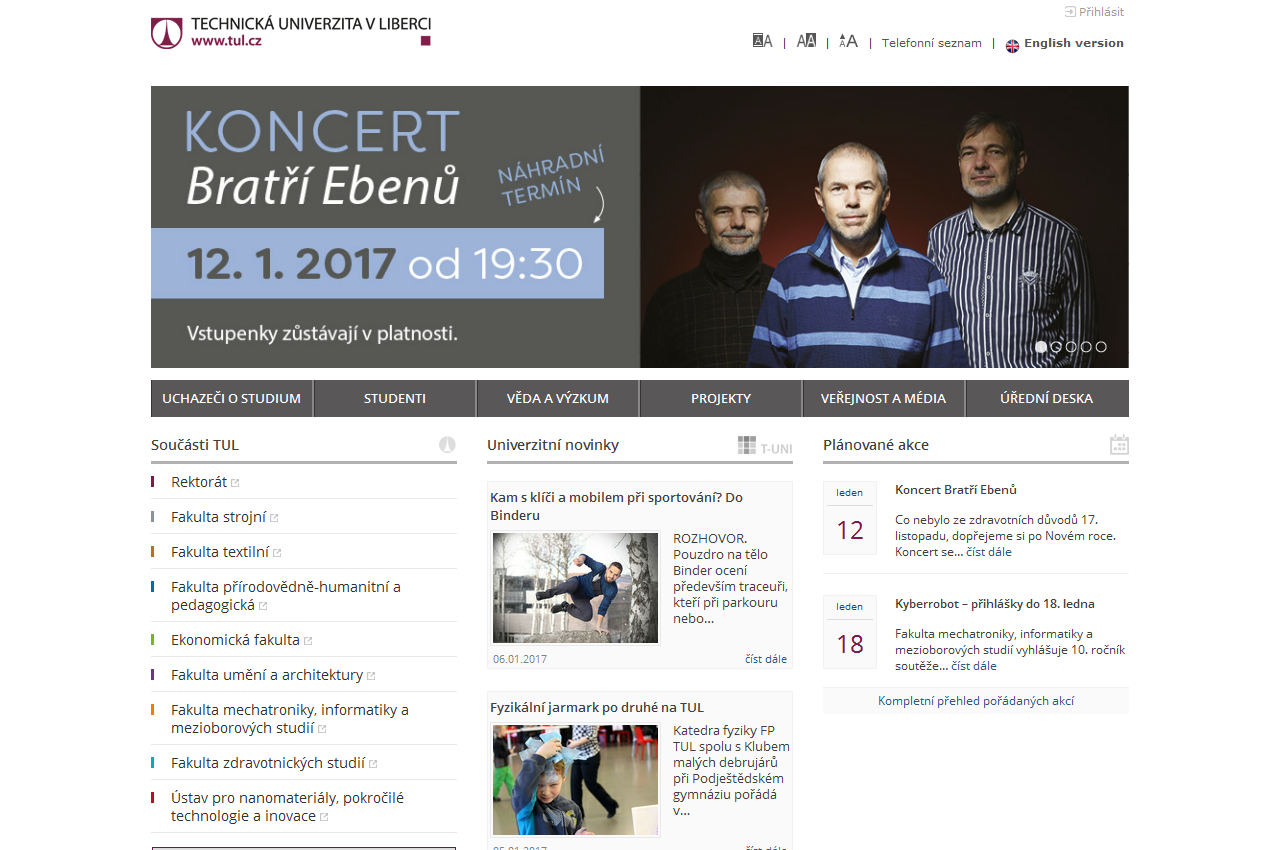 TECHNICKÁ UNIVERZITA V LIBERCI
www.tul.cz
Přihlásit
A A | A A | A A | Telefonní seznam | English version
KONCERT
Bratří Ebenů
NÁHRADNÍ
TERMÍN
12. 1. 2017 od 19:30
Vstupenky zůstávají v platnosti.
UCHAZEČI O STUDIUM
STUDENTI
VĚDA A VÝZKUM
PROJEKTY
VEŘEJNOST A MÉDIA
ÚŘEDNÍ DESKA
Součásti TUL
Rektorát
Fakulta strojní
Fakulta textilní
Fakulta přírodovědně-humanitní a
pedagogická
Ekonomická fakulta
Fakulta umění a architektury
Fakulta mechatroniky, informatiky a
mezioborových studií
Fakulta zdravotnických studií
Ústav pro nanomateriály, pokročilé
technologie a inovace
Univerzitní novinky
T-UNI
Kam s klíči a mobilem při sportování? Do
Binderu
ROZHOVOR.
Pouzdro na tělo
Binder ocení
především traceuři,
kteří při parkouru
nebo...
06.01.2017
číst dále
Fyzikální jarmark po druhé na TUL
Katedra fyziky FP
TUL spolu s Klubem
malých debrujárů
při Podještědském
gymnáziu pořádá
v...
05.01.2017
číst dále
Plánované akce
leden
12
Koncert Bratří Ebenů
Co nebylo ze zdravotních důvodů 17.
listopadu, dopřejeme si po Novém roce.
Koncert se... číst dále
leden
18
Kyberrobot – přihlášky do 18. ledna
Fakulta mechatroniky, informatiky a
mezioborových studií vyhlašuje 10. ročník
soutěže... číst dále
Kompletní přehled pořádaných akcí